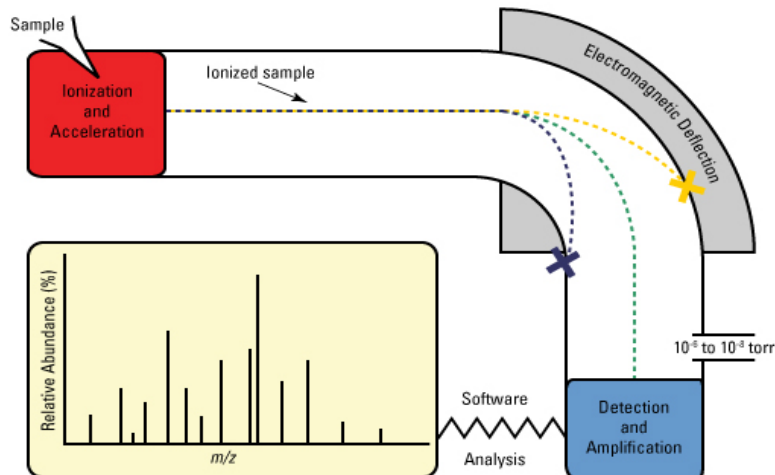 Sample
Ionization
and
Acceleration
Ionized sample
Electromagnetic Deflection
10⁻⁶ to 10⁻⁸ torr
Relative Abundance (%)
m/z
Software
Analysis
Detection
and
Amplification